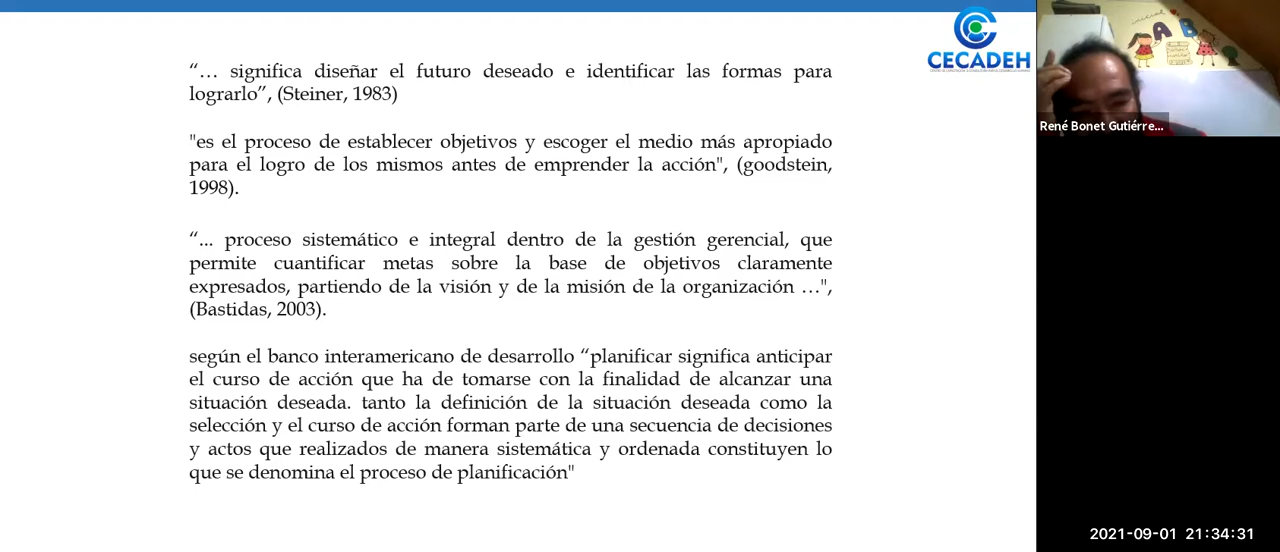 “… significa diseñar el futuro deseado e identificar las formas para
lograrlo”, (Steiner, 1983)
"es el proceso de establecer objetivos y escoger el medio más apropiado
para el logro de los mismos antes de emprender la acción", (goodstein,
1998).
“... proceso sistemático e integral dentro de la gestión gerencial, que
permite cuantificar metas sobre la base de objetivos claramente
expresados, partiendo de la visión y de la misión de la organización …",
(Bastidas, 2003).
según el banco interamericano de desarrollo “planificar significa anticipar
el curso de acción que ha de tomarse con la finalidad de alcanzar una
situación deseada. tanto la definición de la situación deseada como la
selección y el curso de acción forman parte de una secuencia de decisiones
y actos que realizados de manera sistemática y ordenada constituyen lo
que se denomina el proceso de planificación"
CECADEH
A B
René Bonet Gutiérre...
2021-09-01 21:34:31